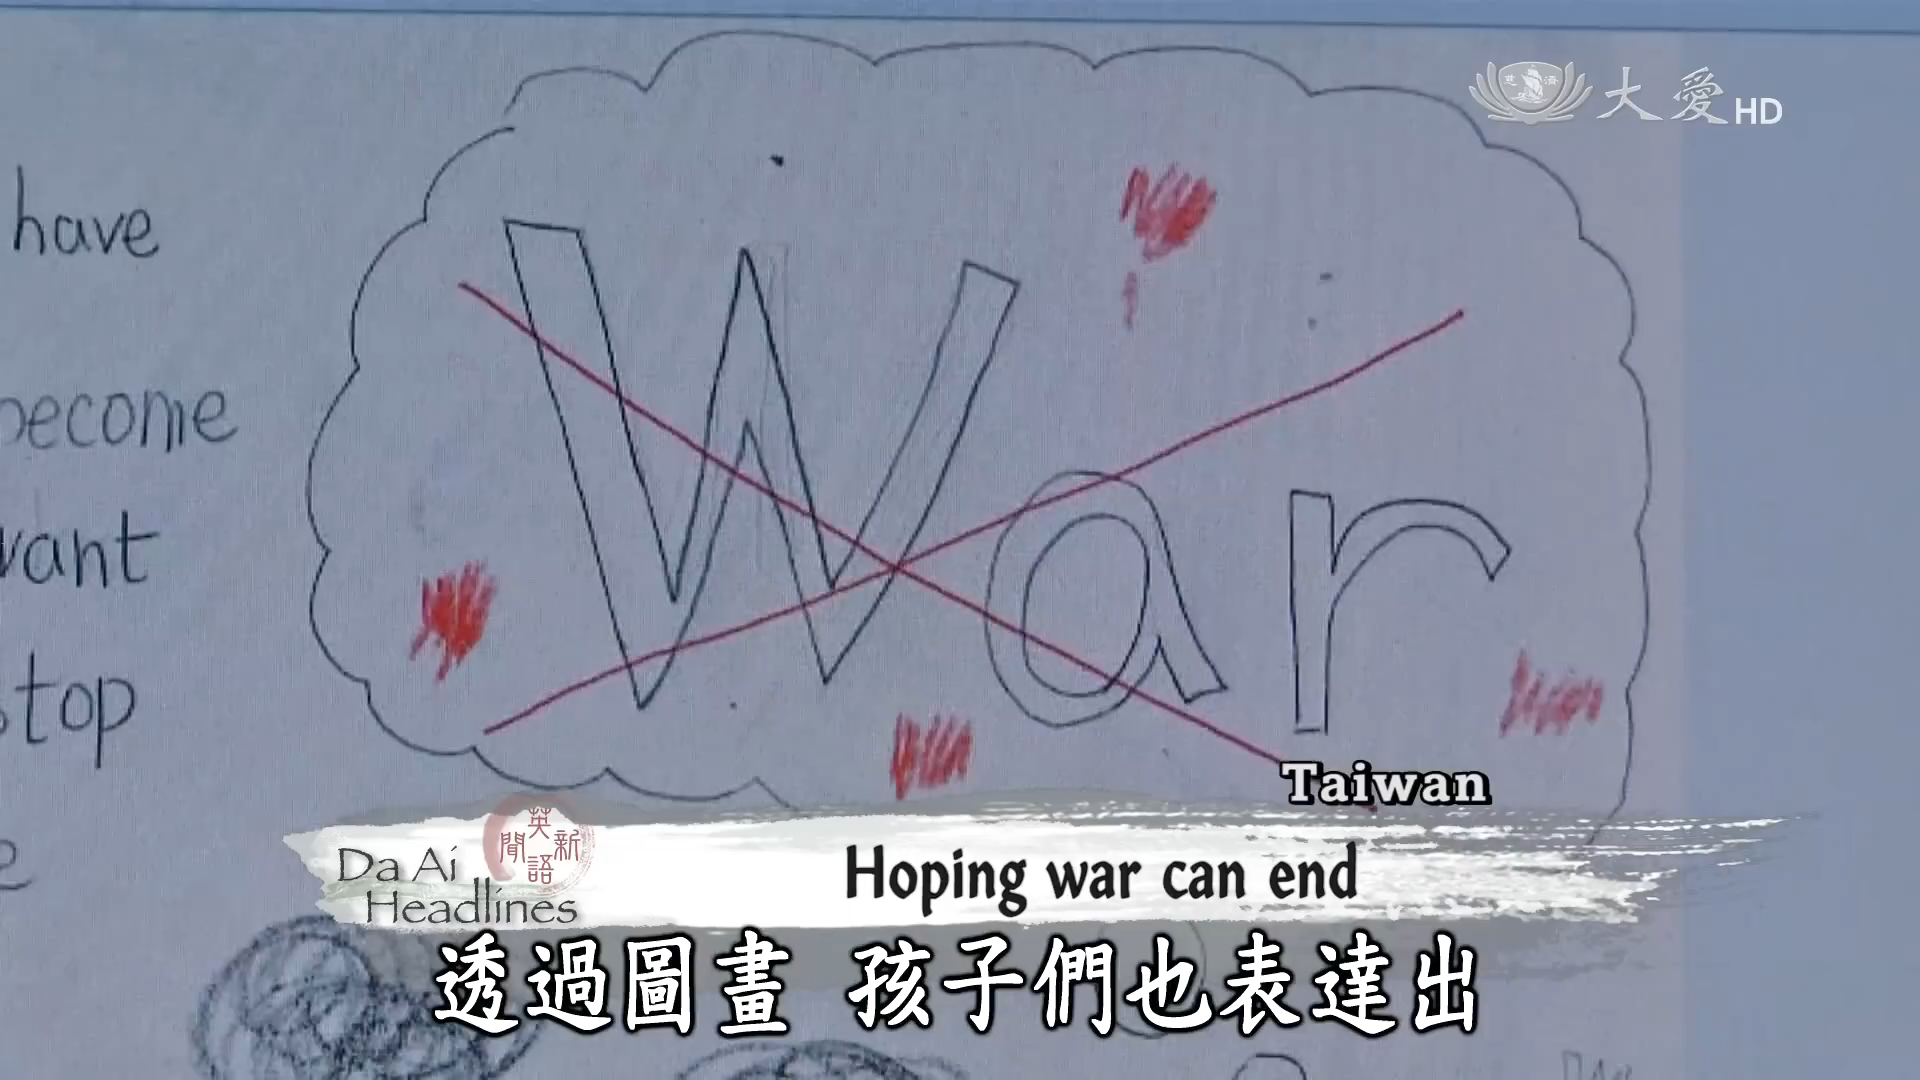 大愛HD
have
War
become
want
stop
Taiwan
英語新聞
Da Ai
Headlines
Hoping war can end
透過圖畫 孩子們也表達出